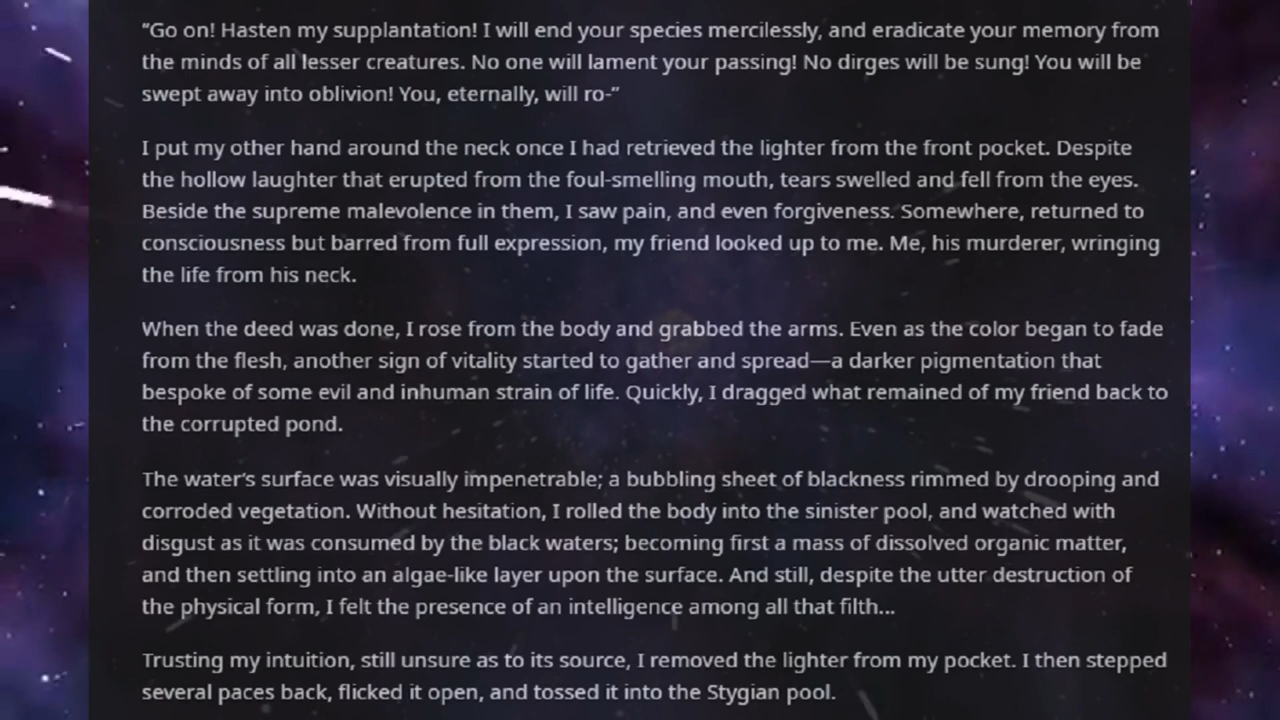 “Go on! Hasten my supplantation! I will end your species mercilessly, and eradicate your memory from
the minds of all lesser creatures. No one will lament your passing! No dirges will be sung! You will be
swept away into oblivion! You, eternally, will ro-”
I put my other hand around the neck once I had retrieved the lighter from the front pocket. Despite
the hollow laughter that erupted from the foul-smelling mouth, tears swelled and fell from the eyes.
Beside the supreme malevolence in them, I saw pain, and even forgiveness. Somewhere, returned to
consciousness but barred from full expression, my friend looked up to me. Me, his murderer, wringing
the life from his neck.
When the deed was done, I rose from the body and grabbed the arms. Even as the color began to fade
from the flesh, another sign of vitality started to gather and spread—a darker pigmentation that
bespoke of some evil and inhuman strain of life. Quickly, I dragged what remained of my friend back to
the corrupted pond.
The water’s surface was visually impenetrable; a bubbling sheet of blackness rimmed by drooping and
corroded vegetation. Without hesitation, I rolled the body into the sinister pool, and watched with
disgust as it was consumed by the black waters; becoming first a mass of dissolved organic matter,
and then settling into an algae-like layer upon the surface. And still, despite the utter destruction of
the physical form, I felt the presence of an intelligence among all that filth...
Trusting my intuition, still unsure as to its source, I removed the lighter from my pocket. I then stepped
several paces back, flicked it open, and tossed it into the Stygian pool.